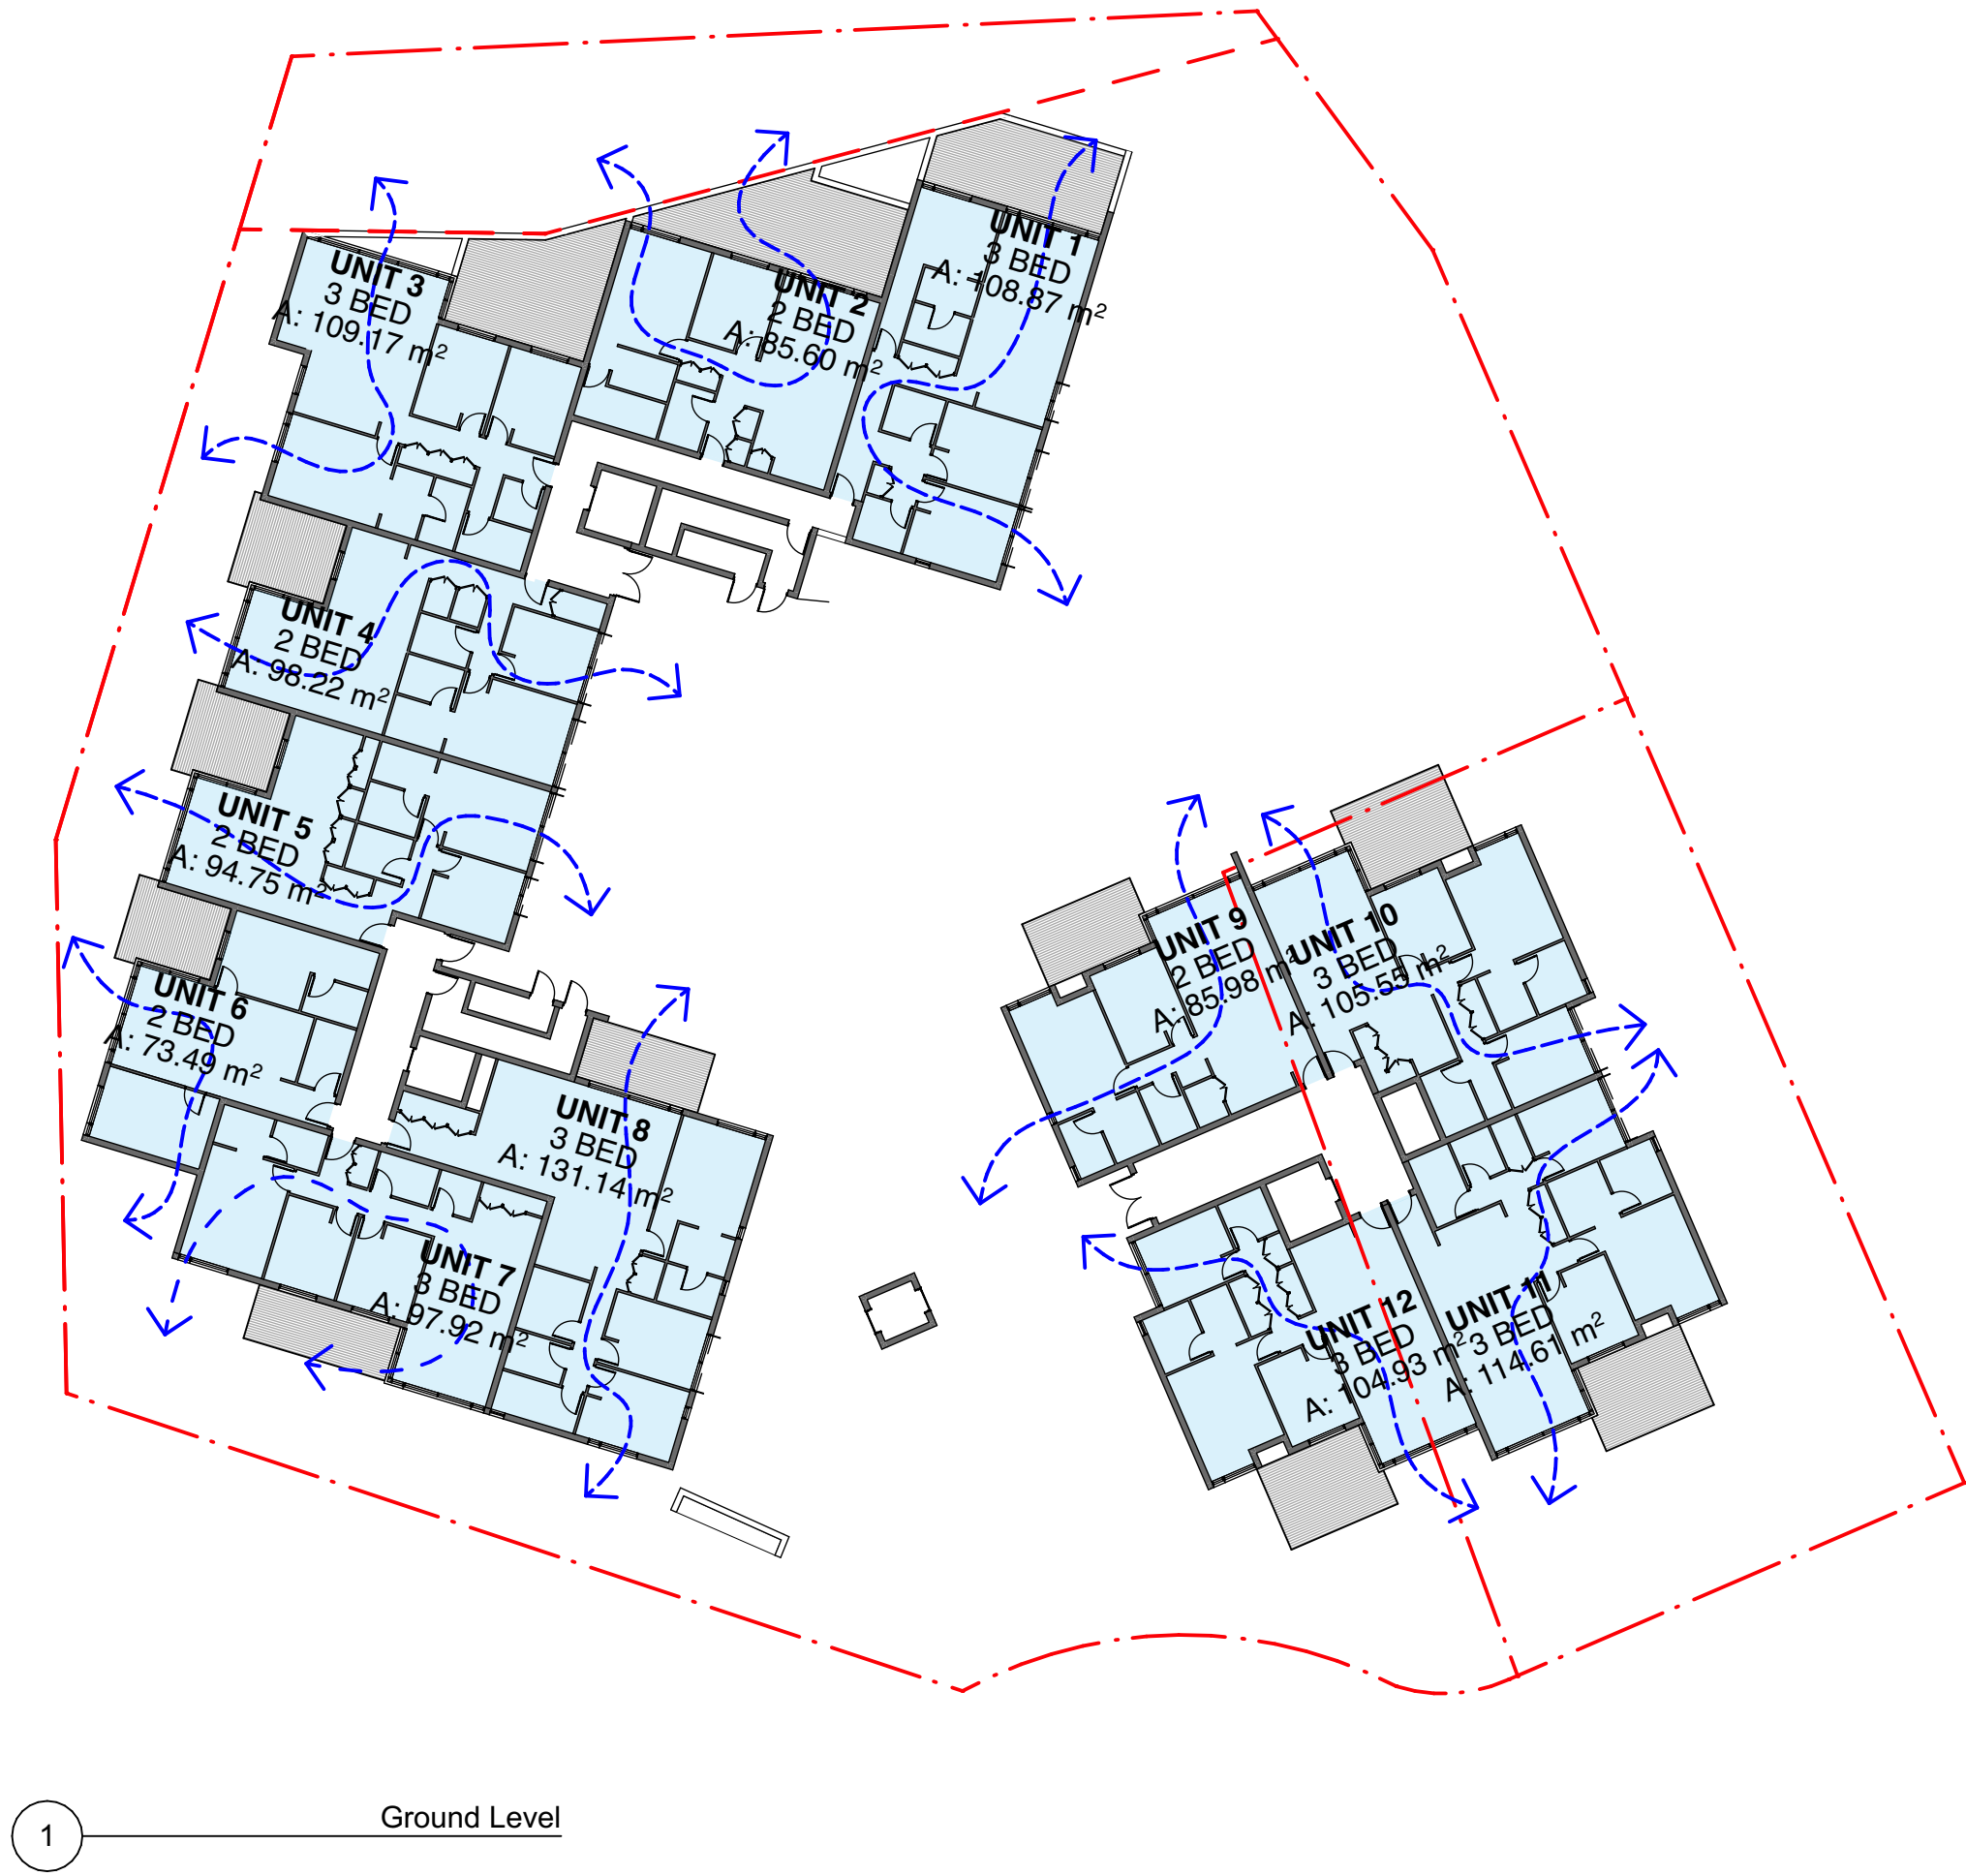 UNIT 1
3 BED
A: 108.87 m²
UNIT 2
2 BED
A: 85.60 m²
UNIT 3
3 BED
A: 109.17 m²
UNIT 4
2 BED
A: 98.22 m²
UNIT 5
2 BED
A: 94.75 m²
UNIT 6
2 BED
A: 73.49 m²
UNIT 7
3 BED
A: 97.92 m²
UNIT 8
3 BED
A: 131.14 m²
UNIT 9
2 BED
A: 85.98 m²
UNIT 10
3 BED
A: 105.55 m²
UNIT 11
3 BED
A: 114.61 m²
UNIT 12
3 BED
A: 104.93 m²
1
Ground Level